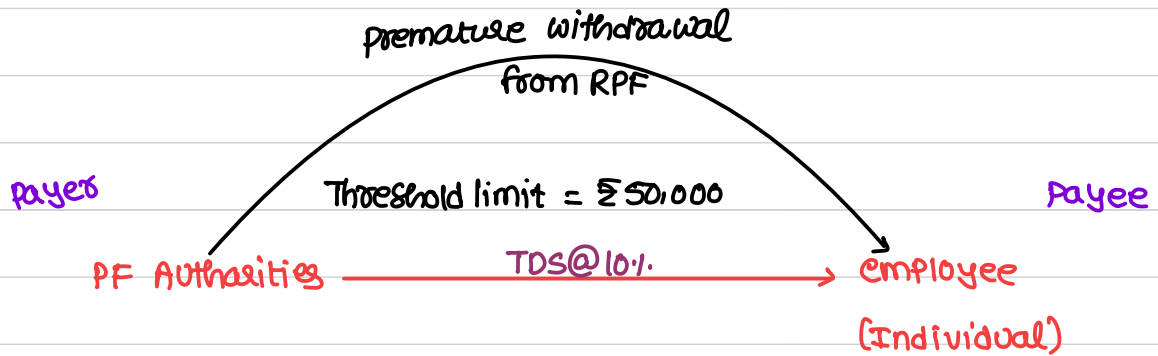 premature withdrawal
from RPF
Payer
Threshold limit = ₹50,000
Payee
PF Authorities
TDS@10%
employee
(Individual)